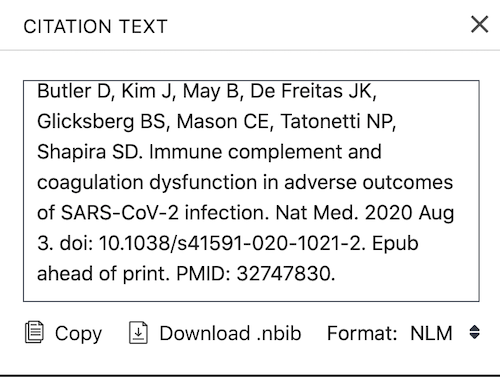 CITATION TEXT
Butler D, Kim J, May B, De Freitas JK,
Glicksberg BS, Mason CE, Tatonetti NP,
Shapira SD. Immune complement and
coagulation dysfunction in adverse outcomes
of SARS-CoV-2 infection. Nat Med. 2020 Aug
3. doi: 10.1038/s41591-020-1021-2. Epub
ahead of print. PMID: 32747830.
Copy Download .nbib Format: NLM